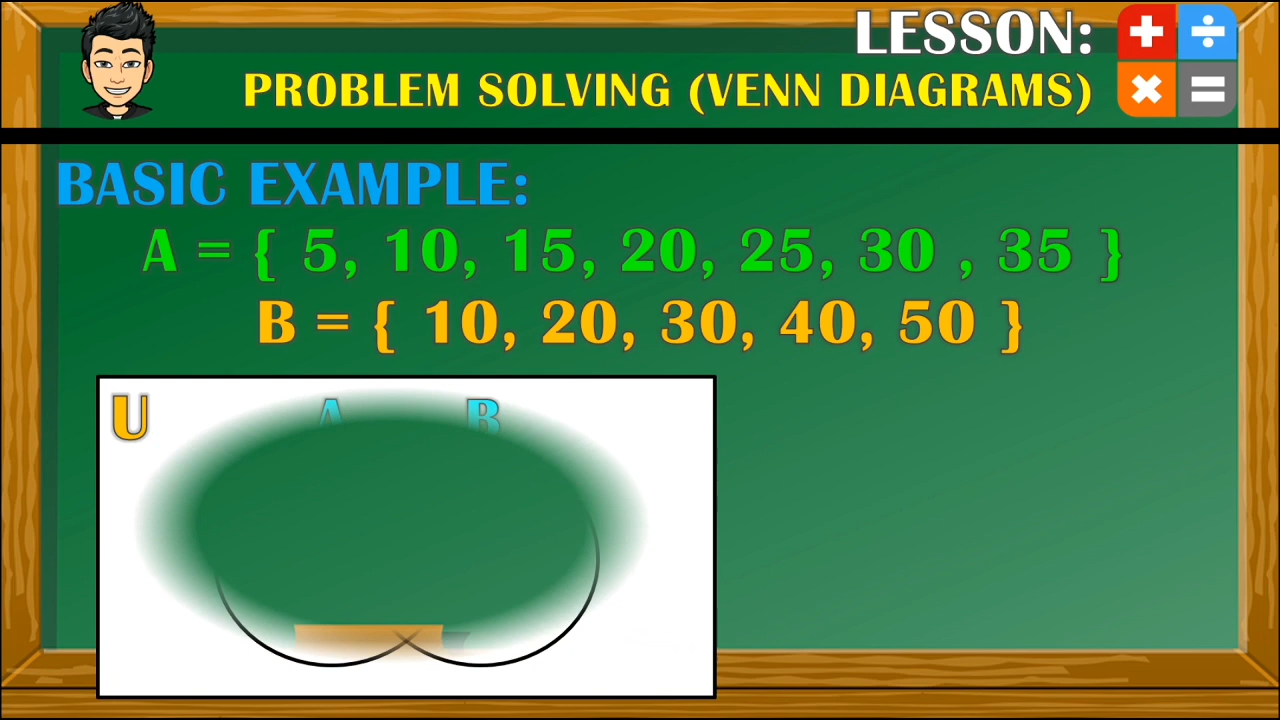 LESSON:
PROBLEM SOLVING (VENN DIAGRAMS)
BASIC EXAMPLE:
A = { 5, 10, 15, 20, 25, 30 , 35 }
B = { 10, 20, 30, 40, 50 }
U A B